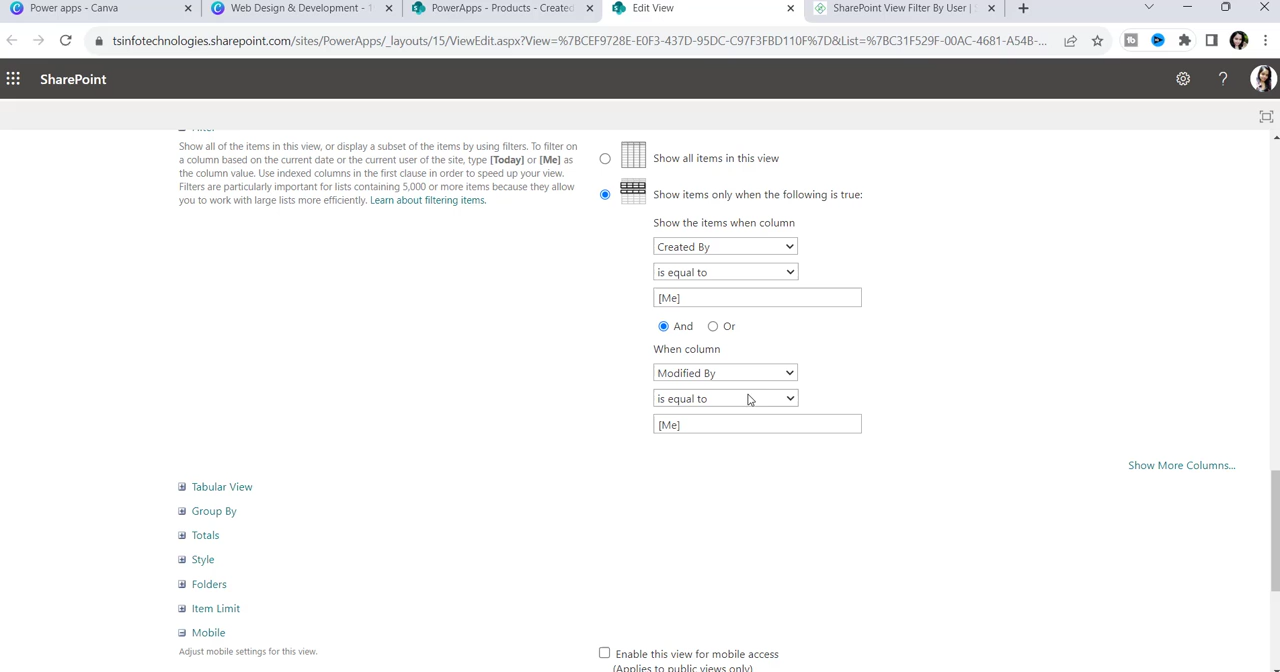 Power apps - Canva
Web Design & Development - 1
PowerApps - Products - Created
Edit View
SharePoint View Filter By User | S
tsinfotechnologies.sharepoint.com/sites/PowerApps/_layouts/15/ViewEdit.aspx?View=%7BCEF9728E-E0F3-437D-95DC-C97F3FBD110F%7D&List=%7BC31F529F-00AC-4681-A54B-...
SharePoint
Filter
Show all of the items in this view, or display a subset of the items by using filters. To filter on
a column based on the current date or the current user of the site, type [Today] or [Me] as
the column value. Use indexed columns in the first clause in order to speed up your view.
Filters are particularly important for lists containing 5,000 or more items because they allow
you to work with large lists more efficiently. Learn about filtering items.
Show all items in this view
Show items only when the following is true:
Show the items when column
Created By
is equal to
[Me]
And Or
When column
Modified By
is equal to
[Me]
Show More Columns...
Tabular View
Group By
Totals
Style
Folders
Item Limit
Mobile
Adjust mobile settings for this view.
Enable this view for mobile access
(Applies to public views only)